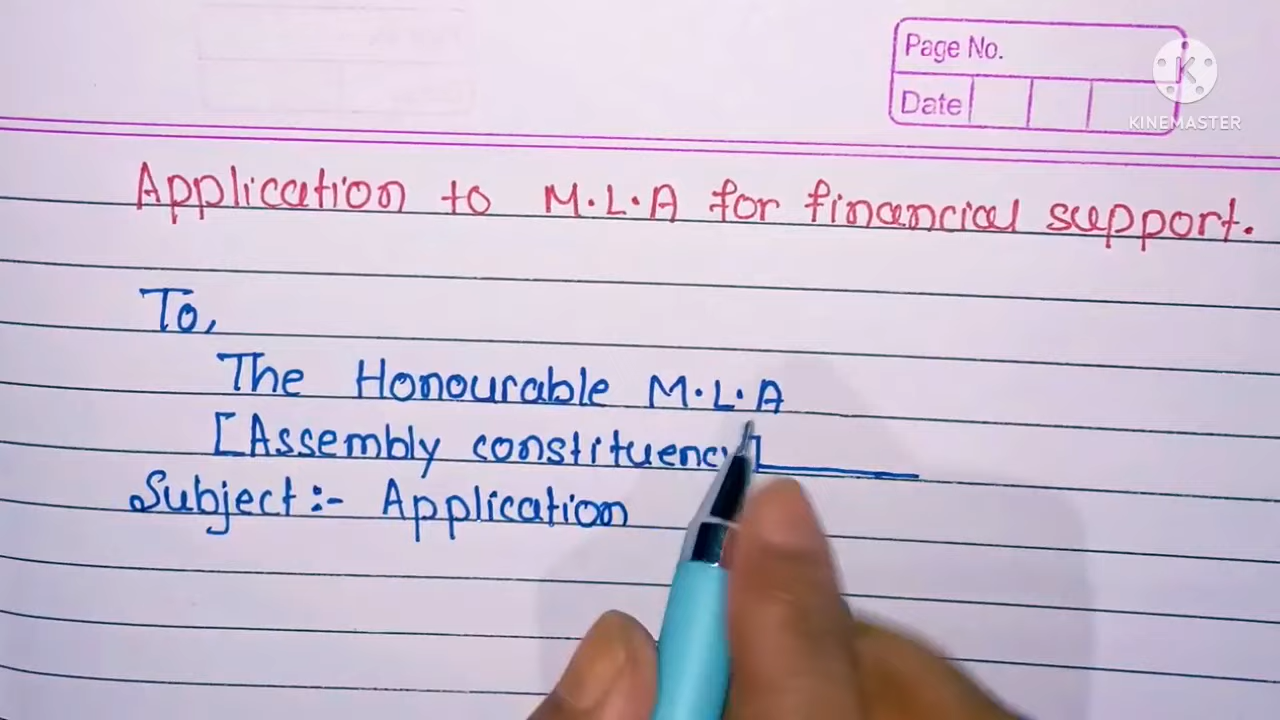 Page No.
Date
KINEMASTER
Application to M.L.A for financial support.
To,
The Honourable M.L.A
[Assembly constituency]
Subject:- Application